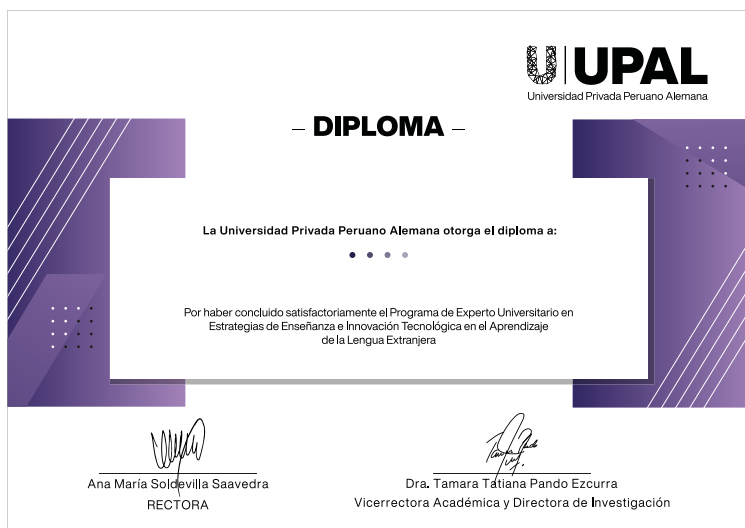 UPAL
Universidad Privada Peruano Alemana
– DIPLOMA –
La Universidad Privada Peruano Alemana otorga el diploma a:
Por haber concluido satisfactoriamente el Programa de Experto Universitario en
Estrategias de Enseñanza e Innovación Tecnológica en el Aprendizaje
de la Lengua Extranjera
Ana María Soldevilla Saavedra
RECTORA
Dra. Tamara Tatiana Pando Ezcurra
Vicerrectora Académica y Directora de Investigación